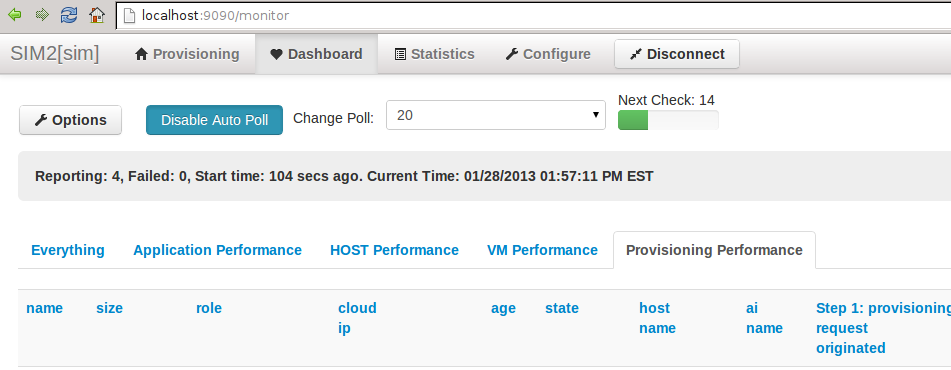 localhost:9090/monitor
SIM2[sim] Provisioning Dashboard Statistics Configure Disconnect
Next Check: 14
Options Disable Auto Poll Change Poll: 20
Reporting: 4, Failed: 0, Start time: 104 secs ago. Current Time: 01/28/2013 01:57:11 PM EST
Everything Application Performance HOST Performance VM Performance Provisioning Performance
name size role cloud age state host ai Step 1: provisioning
ip name name request
originated